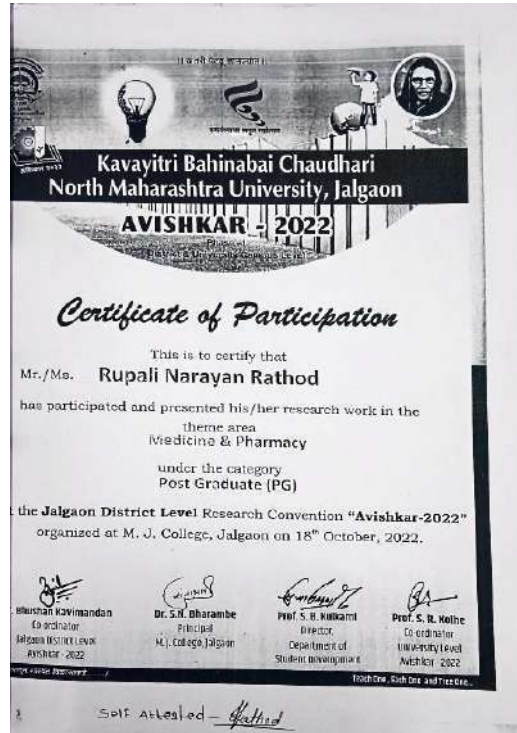 Kavayitri Bahinabai Chaudhari
North Maharashtra University, Jalgaon
AVISHKAR - 2022
Certificate of Participation
This is to certify that
Mr./Ms. Rupali Narayan Rathod
has participated and presented his/her research work in the
theme area
Medicine & Pharmacy
under the category
Post Graduate (PG)
the Jalgaon District Level Research Convention "Avishkar-2022"
organized at M. J. College, Jalgaon on 18th October, 2022.
Bhushan Kavimandan
Co ordinator
Jalgaon District Level
Avishkar - 2022
Dr. S.N. Bharambe
Principal
M.J. College, Jalgaon
Prof. S. B. Kulkarni
Director,
Department of
Student Development
Prof. S. R. Kolhe
Co ordinator
University Level
Avishkar 2022
Teach One, Each One and Tree One..
Self Attested - Rathod